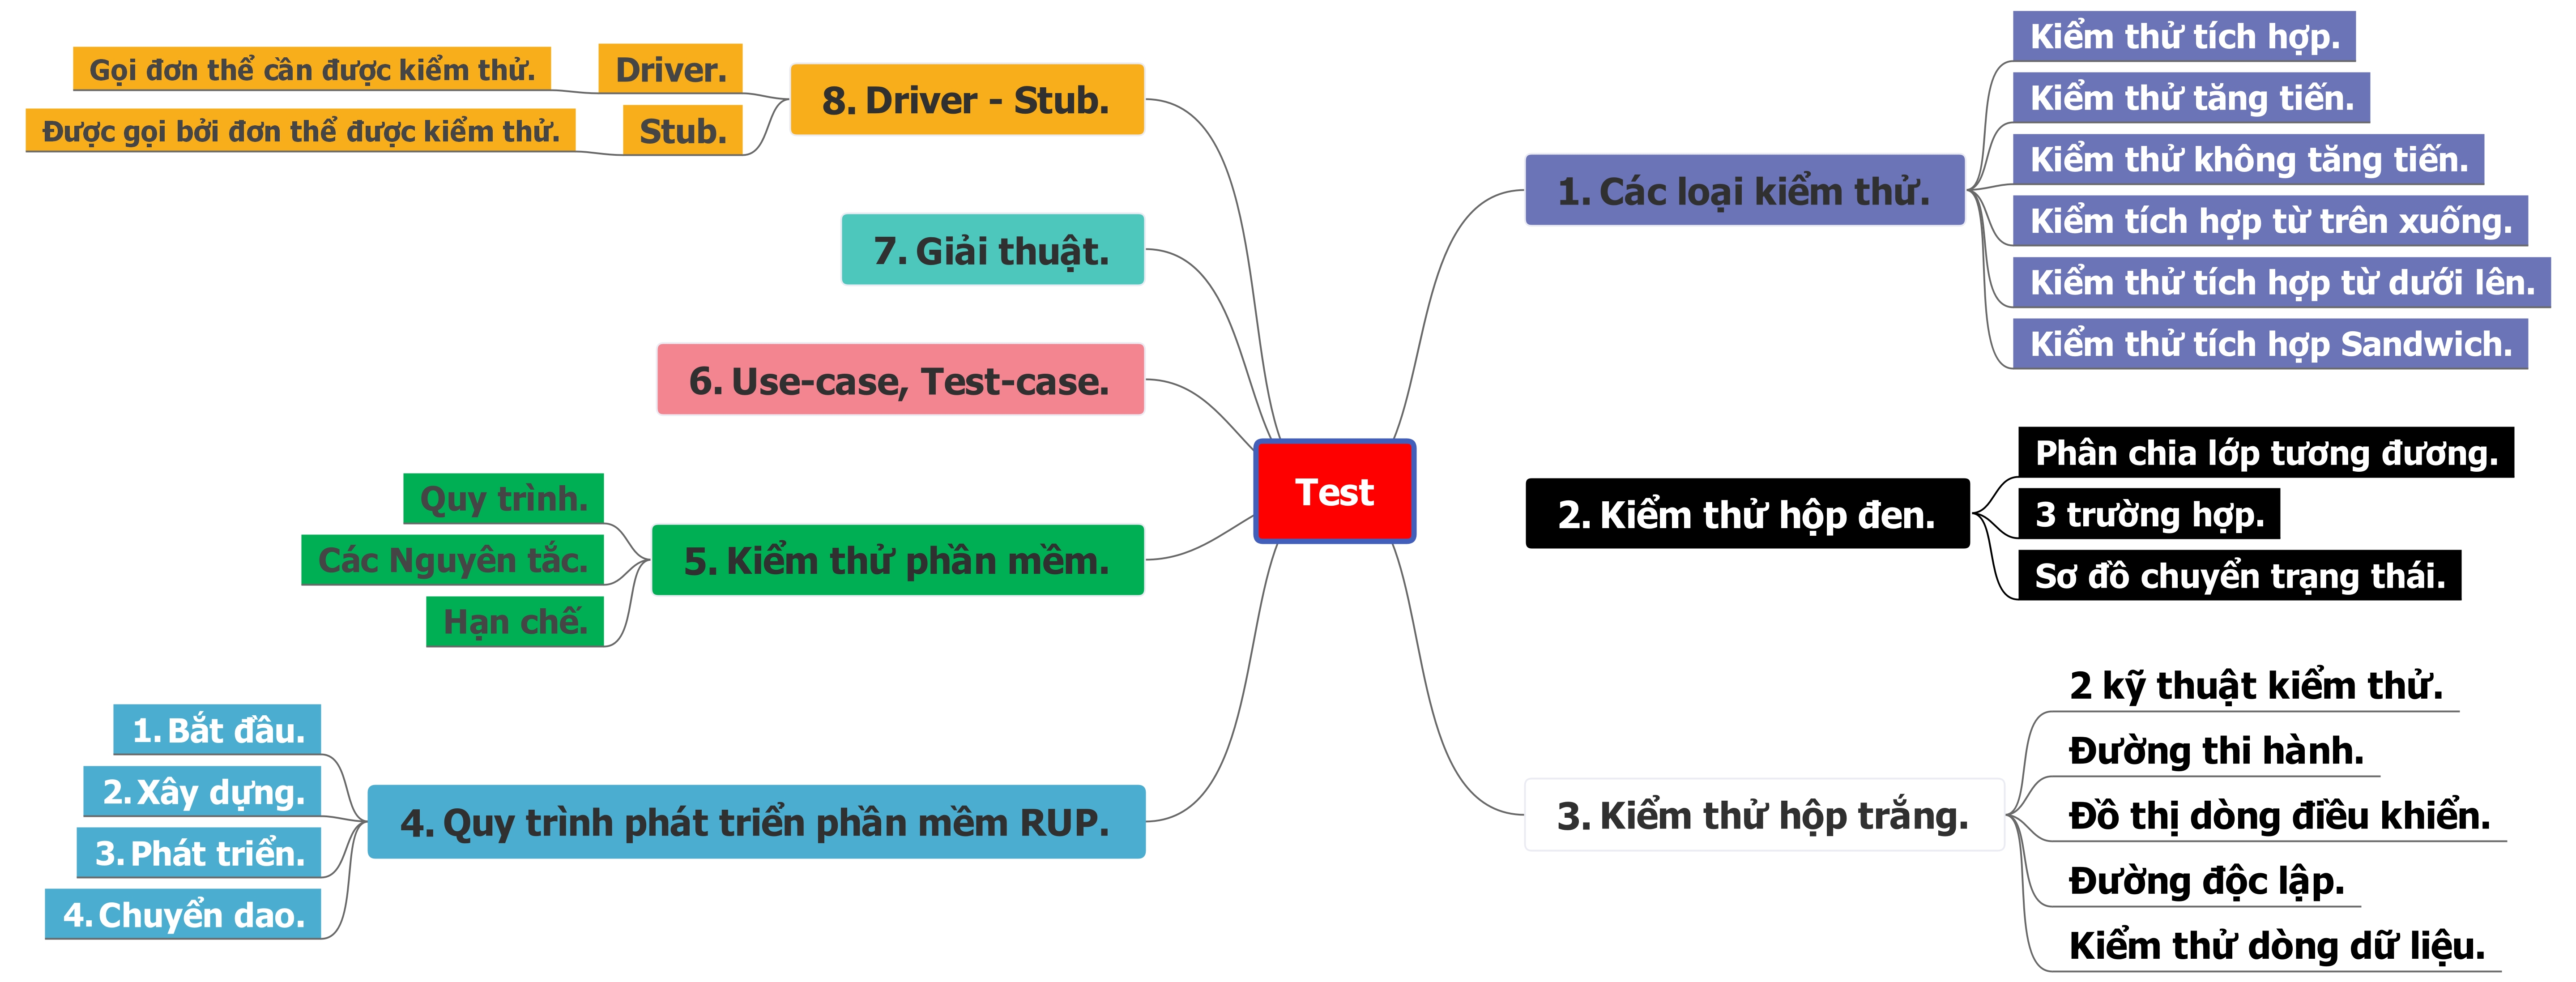 Test
1. Các loại kiểm thử.
Kiểm thử tích hợp.
Kiểm thử tăng tiến.
Kiểm thử không tăng tiến.
Kiểm tích hợp từ trên xuống.
Kiểm thử tích hợp từ dưới lên.
Kiểm thử tích hợp Sandwich.
2. Kiểm thử hộp đen.
Phân chia lớp tương đương.
3 trường hợp.
Sơ đồ chuyển trạng thái.
3. Kiểm thử hộp trắng.
2 kỹ thuật kiểm thử.
Đường thi hành.
Đồ thị dòng điều khiển.
Đường độc lập.
Kiểm thử dòng dữ liệu.
4. Quy trình phát triển phần mềm RUP.
1. Bắt đầu.
2. Xây dựng.
3. Phát triển.
4. Chuyển dao.
5. Kiểm thử phần mềm.
Quy trình.
Các Nguyên tắc.
Hạn chế.
6. Use-case, Test-case.
7. Giải thuật.
8. Driver - Stub.
Driver.
Gọi đơn thể cần được kiểm thử.
Stub.
Được gọi bởi đơn thể được kiểm thử.